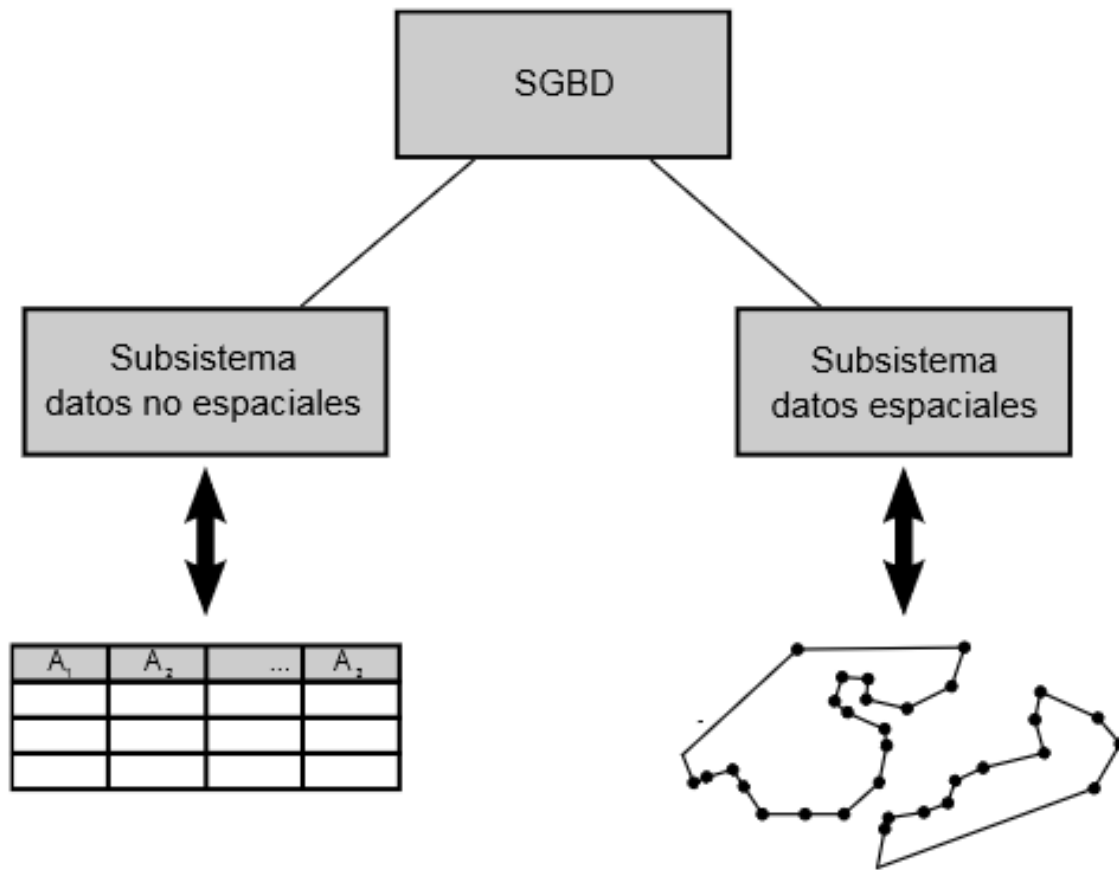 SGBD
Subsistema
datos no espaciales
Subsistema
datos espaciales
A₁ A₂ ... A₂